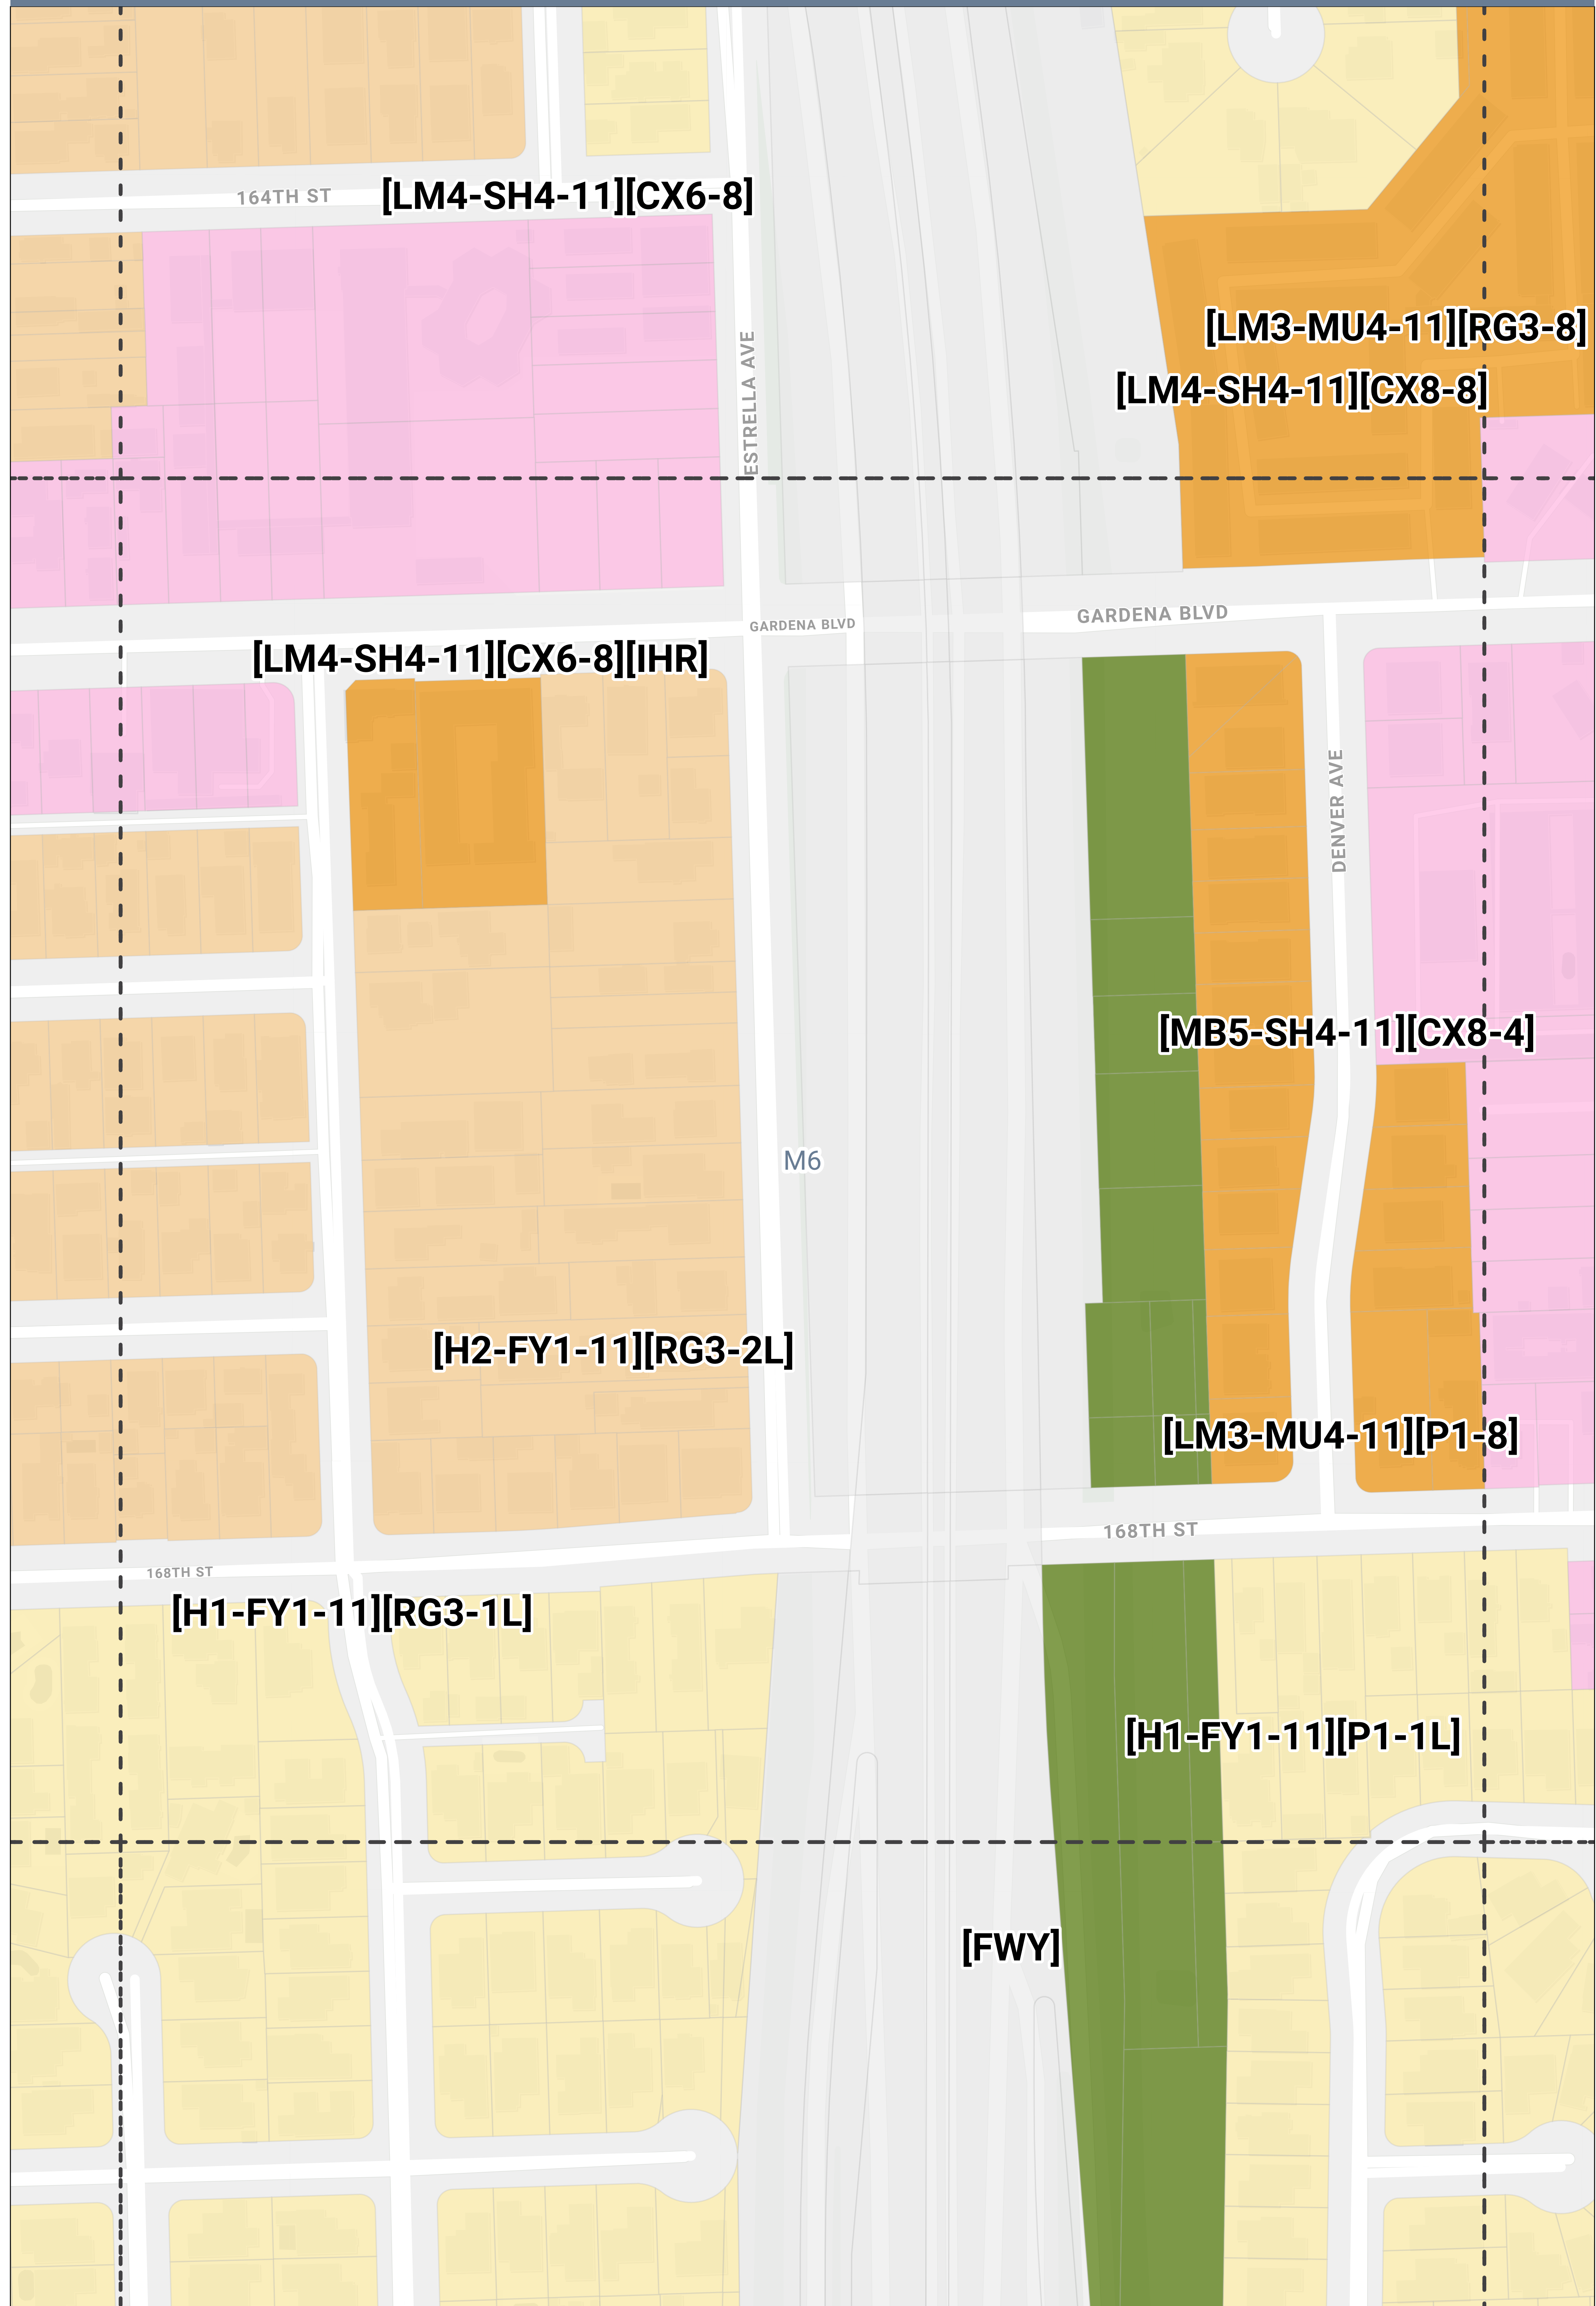 164TH ST
[LM4-SH4-11][CX6-8]
ESTRELLA AVE
[LM3-MU4-11][RG3-8]
[LM4-SH4-11][CX8-8]
GARDENA BLVD
GARDENA BLVD
[LM4-SH4-11][CX6-8][IHR]
DENVER AVE
[MB5-SH4-11][CX8-4]
M6
[H2-FY1-11][RG3-2L]
[LM3-MU4-11][P1-8]
168TH ST
168TH ST
[H1-FY1-11][RG3-1L]
[H1-FY1-11][P1-1L]
[FWY]